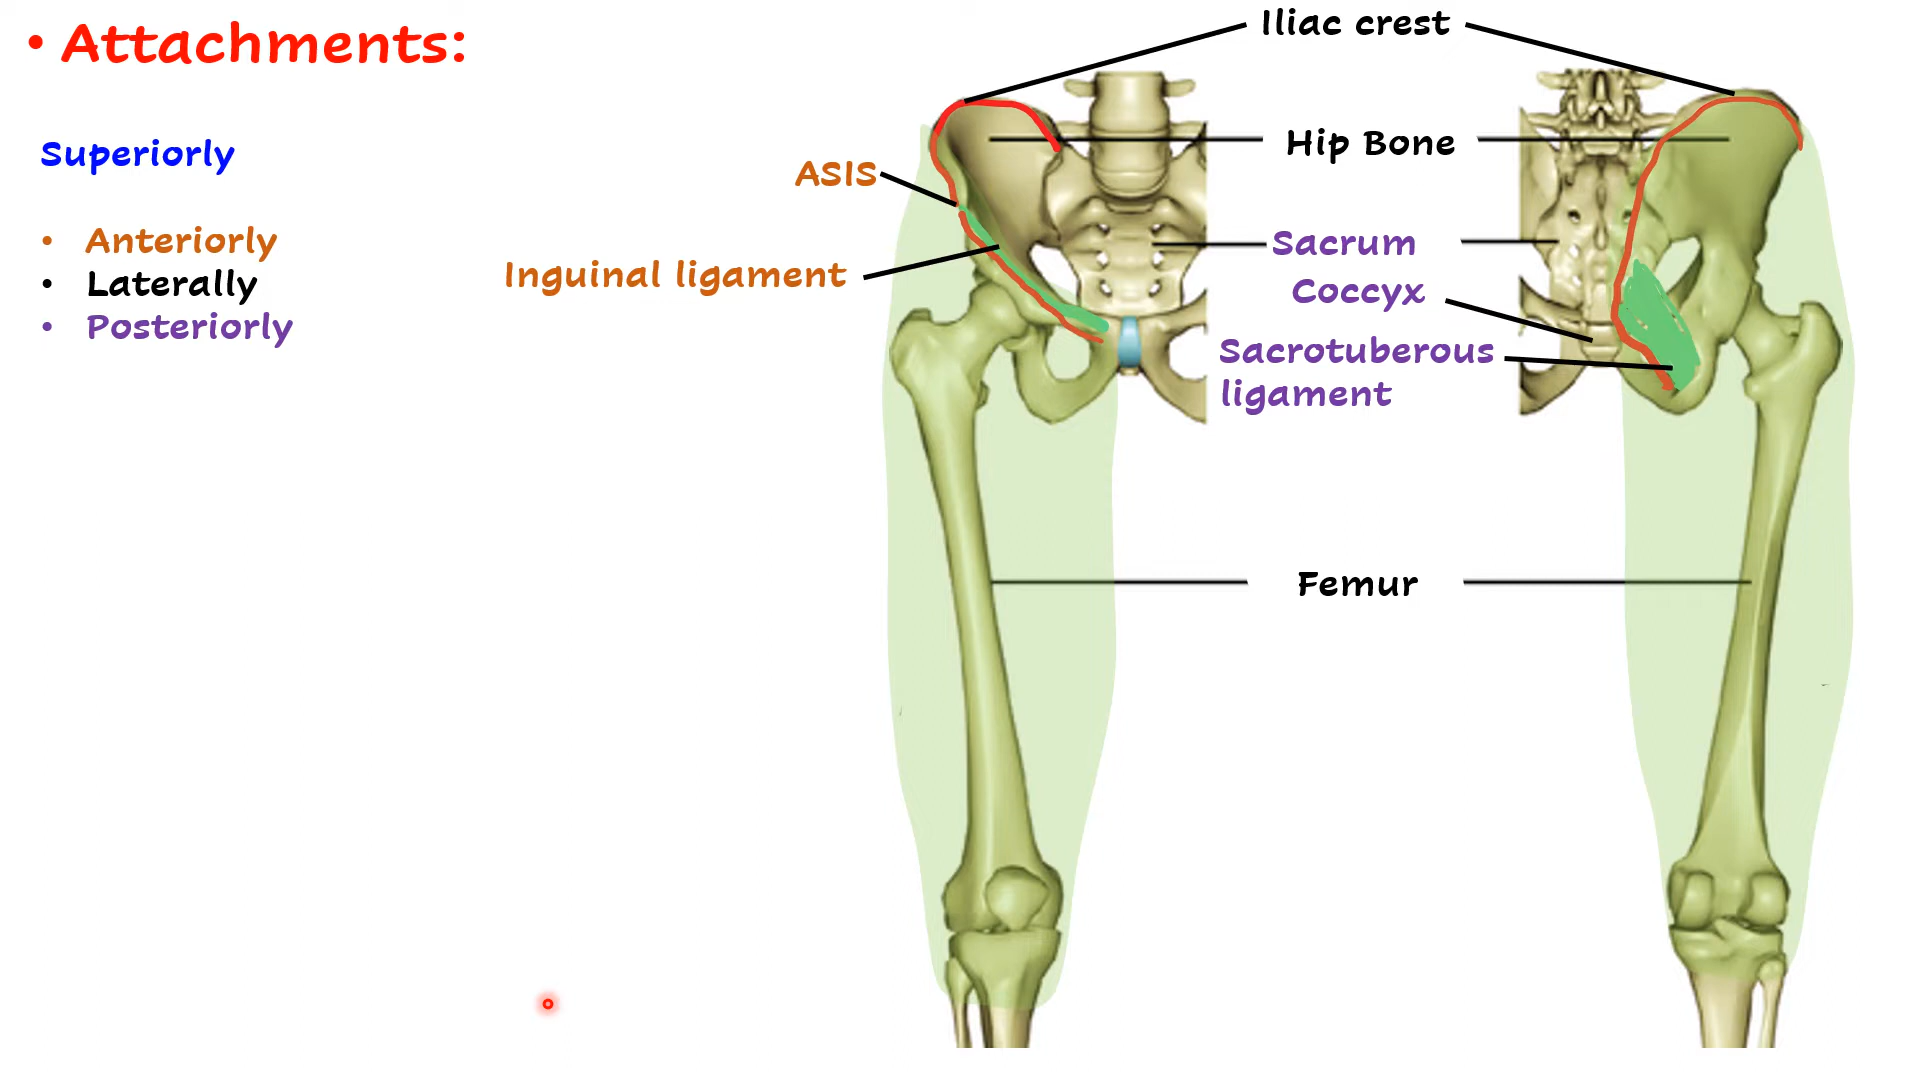 • Attachments:
Superiorly
• Anteriorly
• Laterally
• Posteriorly
Iliac crest
Hip Bone
ASIS
Inguinal ligament
Sacrum
Coccyx
Sacrotuberous
ligament
Femur